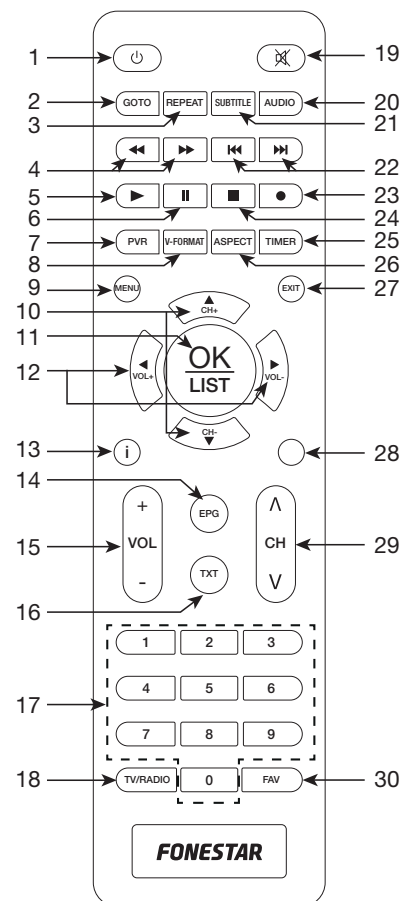 1 19
2 GOTO REPEAT SUBTITLE AUDIO 20
3 21
4 22
5 23
6 24
7 PVR V-FORMAT ASPECT TIMER 25
8 26
9 MENU EXIT 27
10 CH+
11 OK
12 VOL+ LIST VOL-
CH-
13 i 28
14 EPG
+
15 VOL CH 29
-
16 TXT
1 2 3
4 5 6
17
7 8 9
18 TV/RADIO 0 FAV 30
FONESTAR